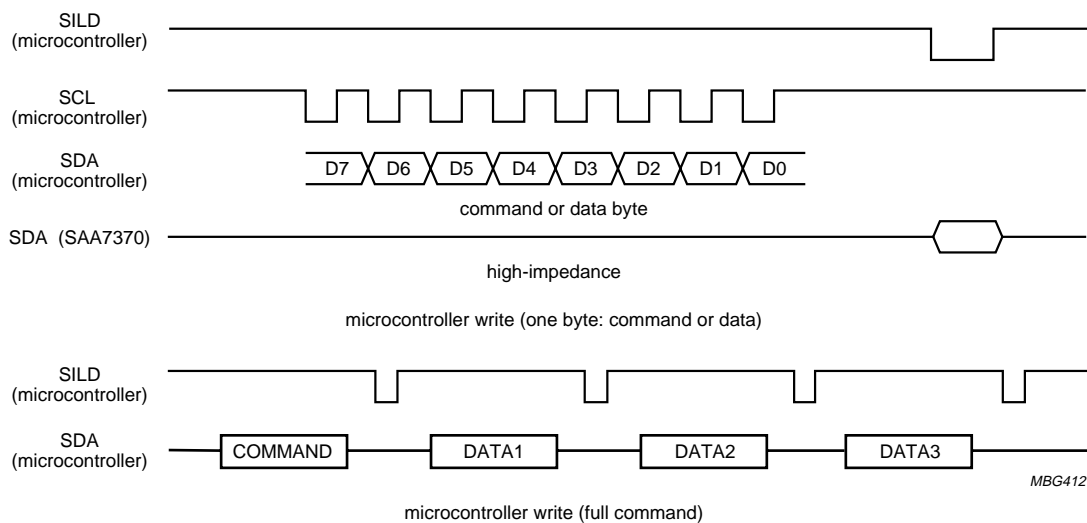 SILD
(microcontroller)
SCL
(microcontroller)
SDA
(microcontroller)
D7 D6 D5 D4 D3 D2 D1 D0
command or data byte
SDA (SAA7370)
high-impedance
microcontroller write (one byte: command or data)
SILD
(microcontroller)
SDA
(microcontroller)
COMMAND DATA1 DATA2 DATA3
MBG412
microcontroller write (full command)